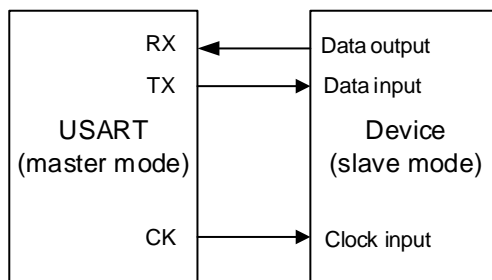 RX
Data output
TX
Data input
USART
(master mode)
Device
(slave mode)
CK
Clock input